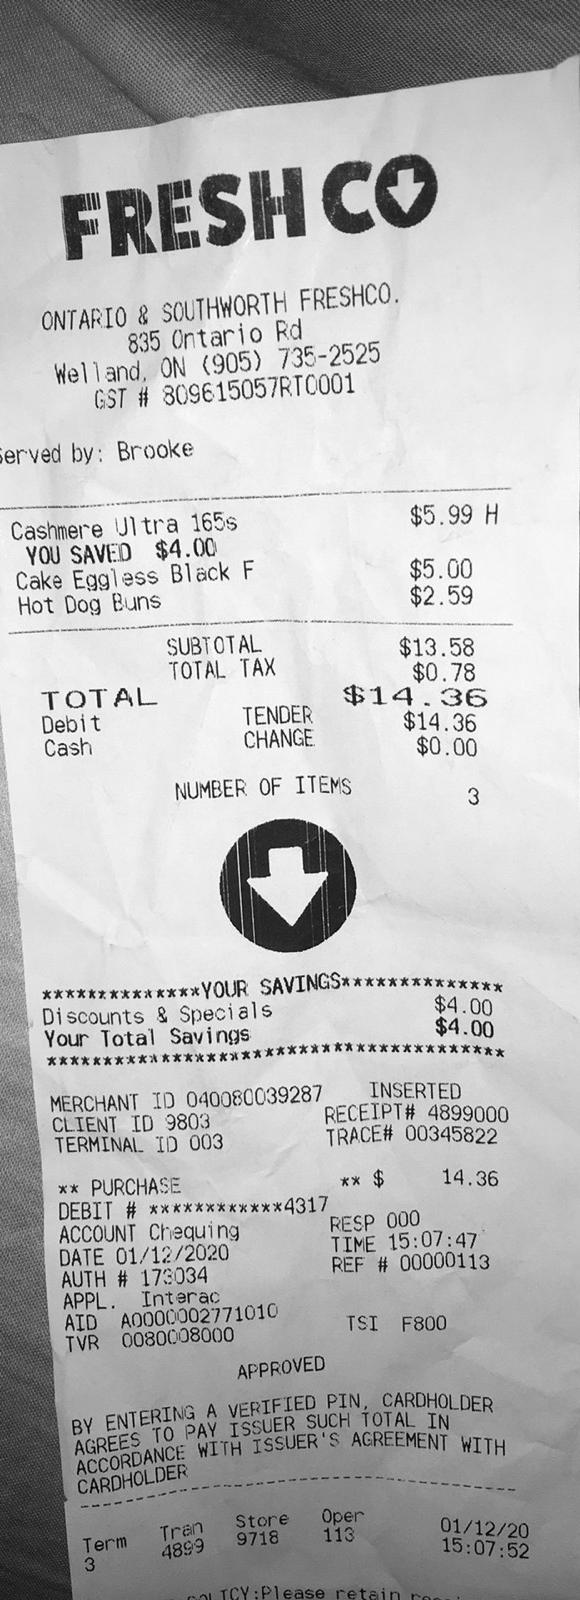 FRESHCO
ONTARIO & SOUTHWORTH FRESHCO.
835 Ontario Rd
Welland, ON (905) 735-2525
GST # 809615057RT0001
Served by: Brooke
Cashmere Ultra 165s $5.99 H
YOU SAVED $4.00
Cake Eggless Black F $5.00
Hot Dog Buns $2.59
SUBTOTAL $13.58
TOTAL TAX $0.78
TOTAL $14.36
Debit TENDER $14.36
Cash CHANGE $0.00
NUMBER OF ITEMS 3
**************YOUR SAVINGS**************
Discounts & Specials $4.00
Your Total Savings $4.00
****************************************
MERCHANT ID 040080039287 INSERTED
CLIENT ID 9803 RECEIPT# 4899000
TERMINAL ID 003 TRACE# 00345822
** PURCHASE ** $ 14.36
DEBIT # ************4317
ACCOUNT Chequing RESP 000
DATE 01/12/2020 TIME 15:07:47
AUTH # 173034 REF # 00000113
APPL. Interac
AID A0000002771010
TVR 0080008000 TSI F800
APPROVED
BY ENTERING A VERIFIED PIN, CARDHOLDER
AGREES TO PAY ISSUER SUCH TOTAL IN
ACCORDANCE WITH ISSUER'S AGREEMENT WITH
CARDHOLDER
Term Tran Store Oper 01/12/20
3 4899 9718 113 15:07:52
POLICY:Please retain